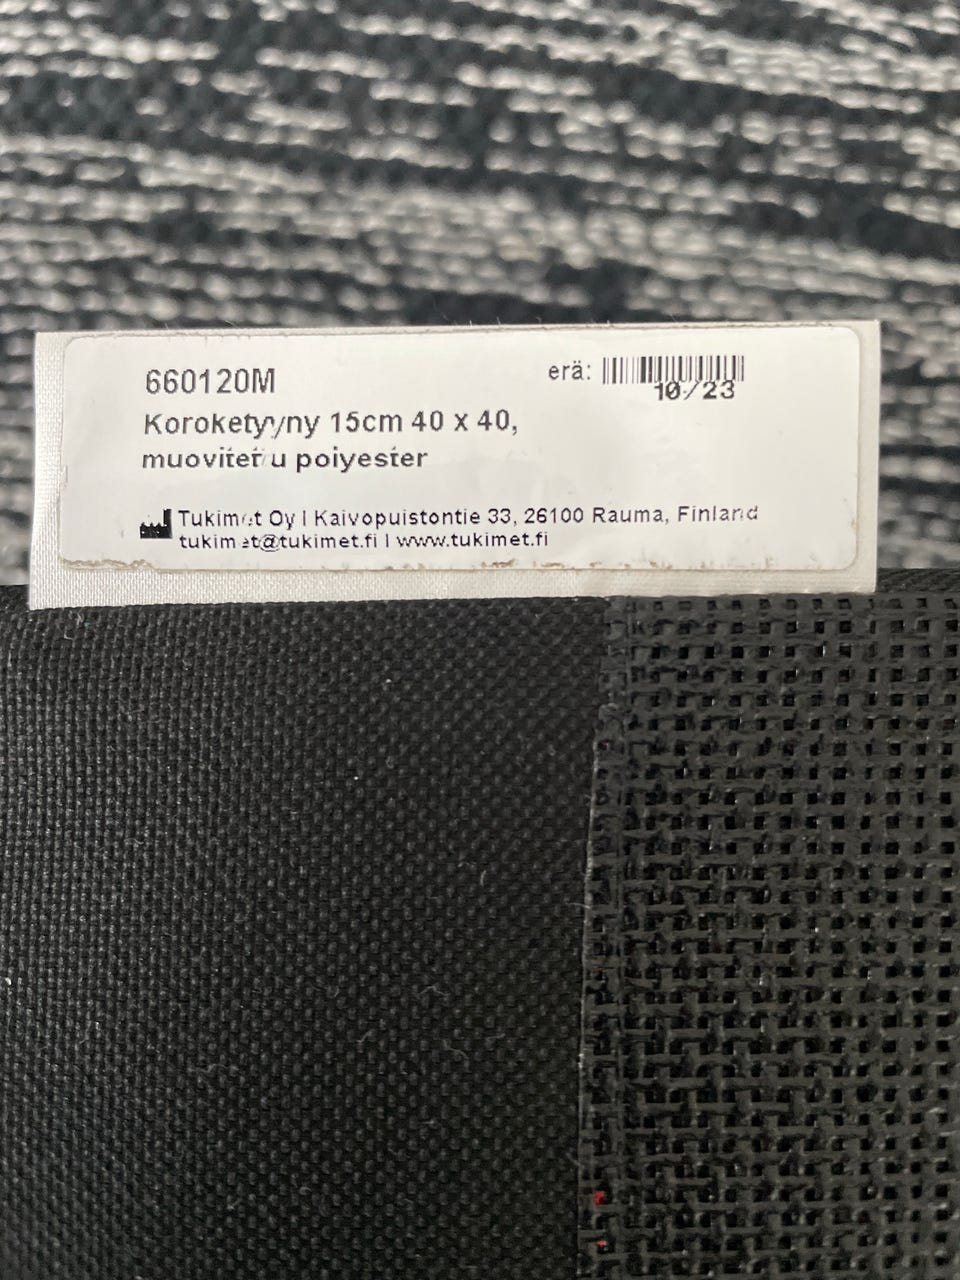 660120M
erä:
10/23
Koroketyyny 15cm 40 x 40,
muovitettu polyester
Tukimet Oy | Kaivopuistontie 33, 26100 Rauma, Finland
tukimet@tukimet.fi | www.tukimet.fi